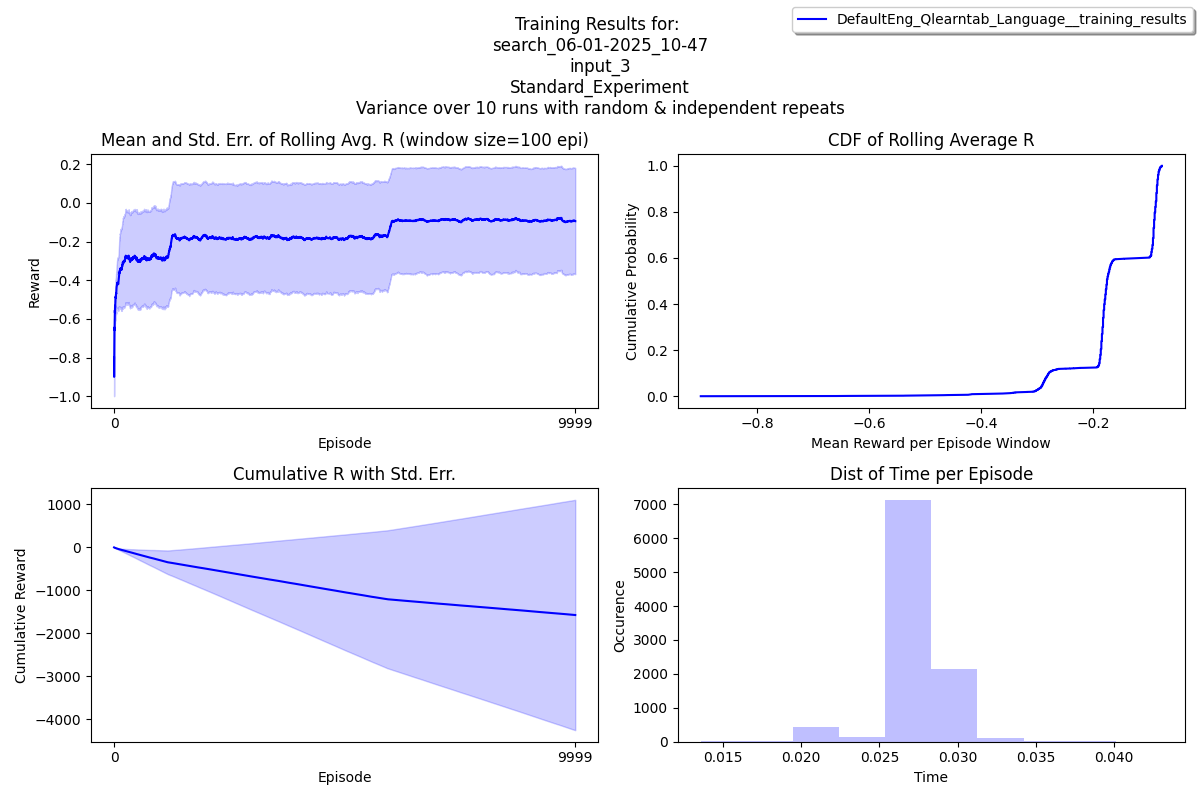 DefaultEng_Qlearntab_Language__training_results
Training Results for:
search_06-01-2025_10-47
input_3
Standard_Experiment
Variance over 10 runs with random & independent repeats
Mean and Std. Err. of Rolling Avg. R (window size=100 epi)
0.2
0.0
−0.2
−0.4
−0.6
−0.8
−1.0
Reward
0
9999
Episode
CDF of Rolling Average R
1.0
0.8
0.6
0.4
0.2
0.0
Cumulative Probability
−0.8
−0.6
−0.4
−0.2
Mean Reward per Episode Window
Cumulative R with Std. Err.
1000
0
−1000
−2000
−3000
−4000
Cumulative Reward
0
9999
Episode
Dist of Time per Episode
7000
6000
5000
4000
3000
2000
1000
0
Occurence
0.015
0.020
0.025
0.030
0.035
0.040
Time